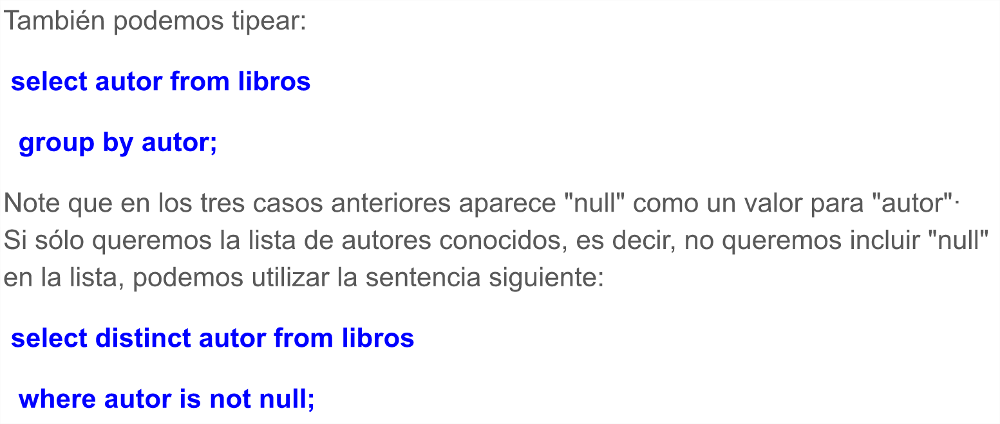 También podemos tipear:
select autor from libros
group by autor;
Note que en los tres casos anteriores aparece "null" como un valor para "autor"·
Si sólo queremos la lista de autores conocidos, es decir, no queremos incluir "null"
en la lista, podemos utilizar la sentencia siguiente:
select distinct autor from libros
where autor is not null;